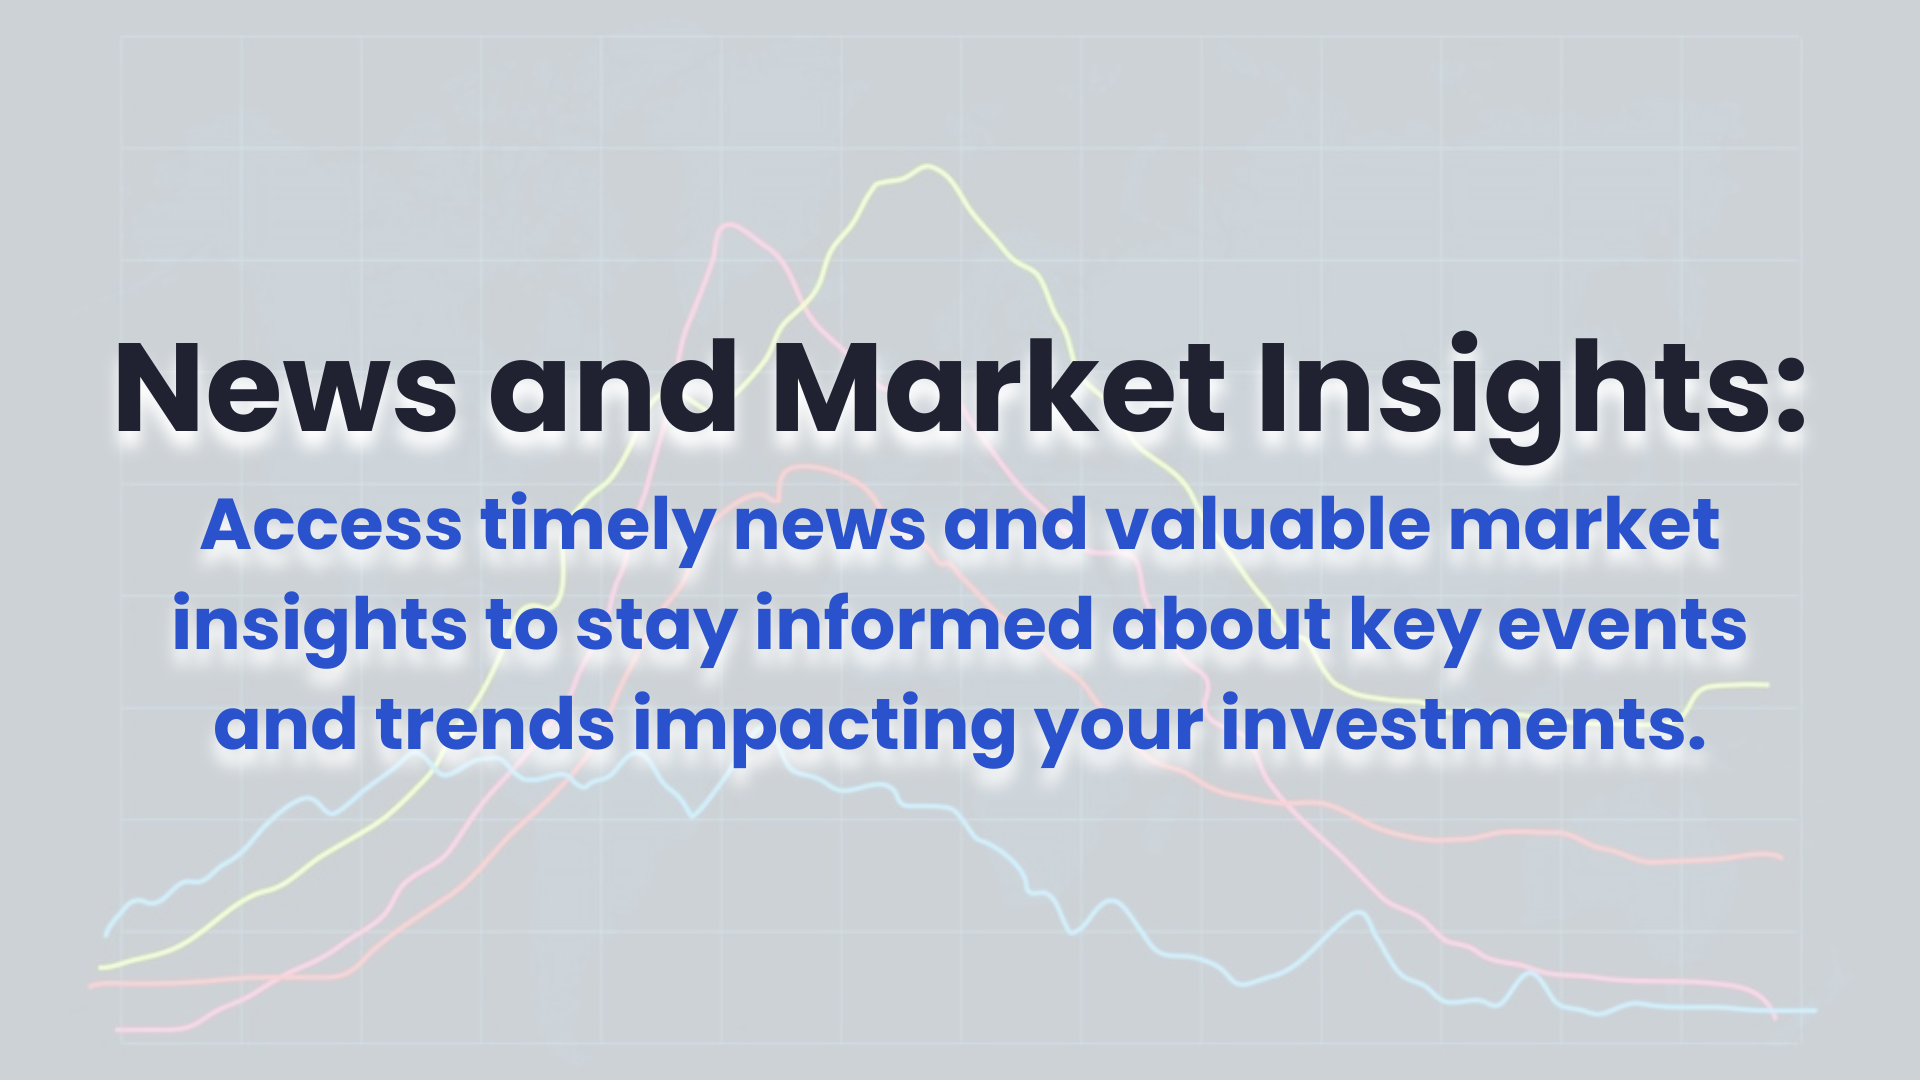 News and Market Insights:
Access timely news and valuable market
insights to stay informed about key events
and trends impacting your investments.